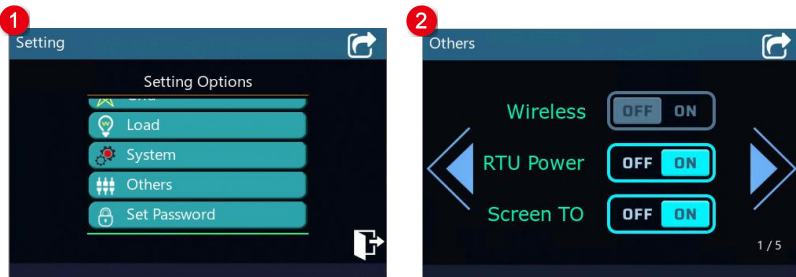 1
Setting
Setting Options
Load
System
Others
Set Password
2
Others
Wireless OFF ON
RTU Power OFF ON
Screen TO OFF ON
1 / 5